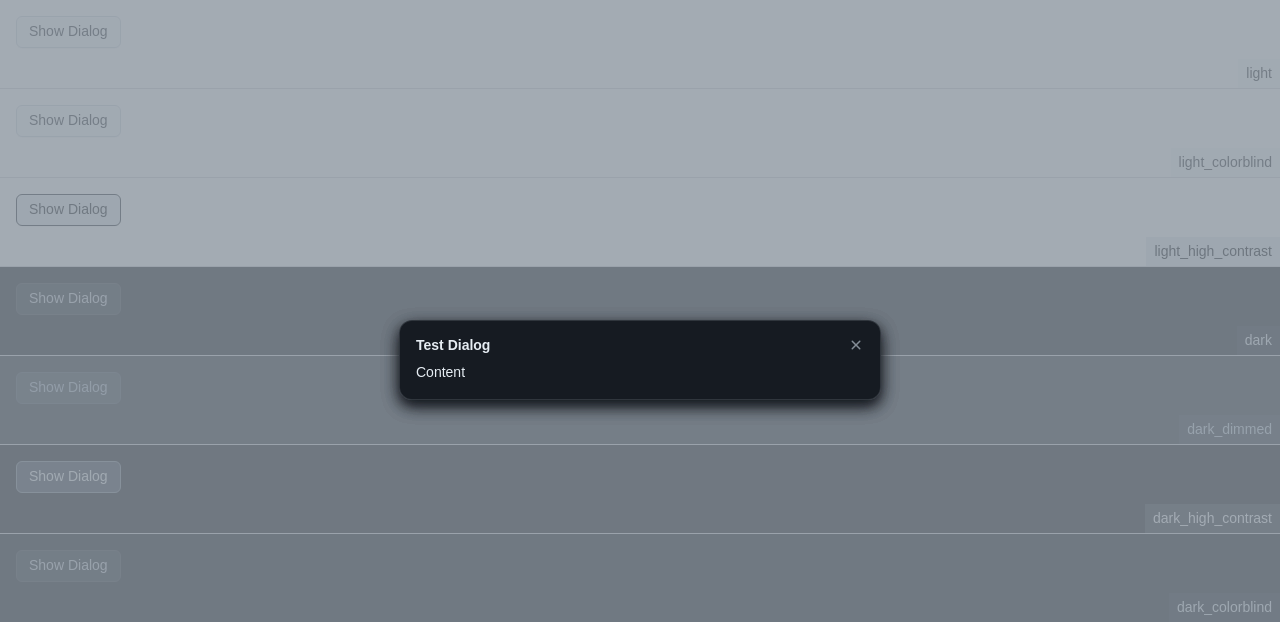 Show Dialog
light
Show Dialog
light_colorblind
Show Dialog
light_high_contrast
Show Dialog
dark
Test Dialog
Content
Show Dialog
dark_dimmed
Show Dialog
dark_high_contrast
Show Dialog
dark_colorblind